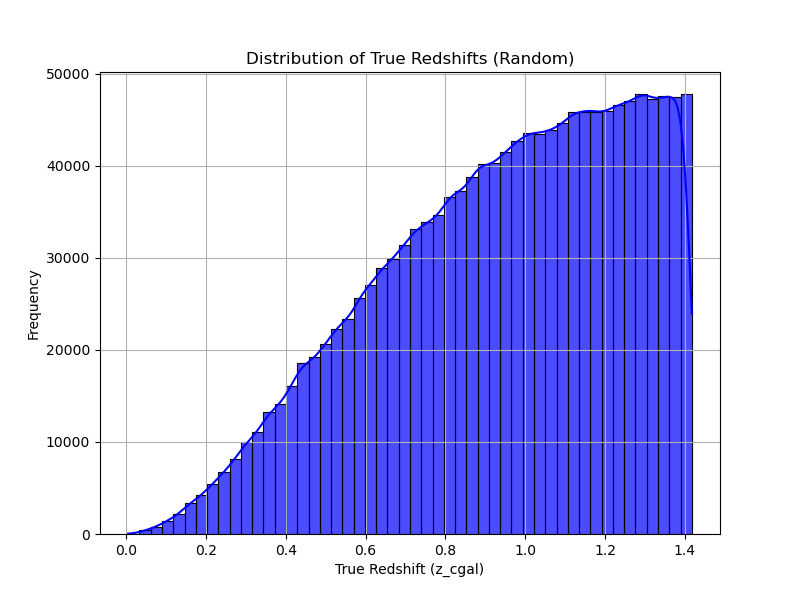 Distribution of True Redshifts (Random)
Frequency
50000
40000
30000
20000
10000
0
0.0 0.2 0.4 0.6 0.8 1.0 1.2 1.4
True Redshift (z_cgal)